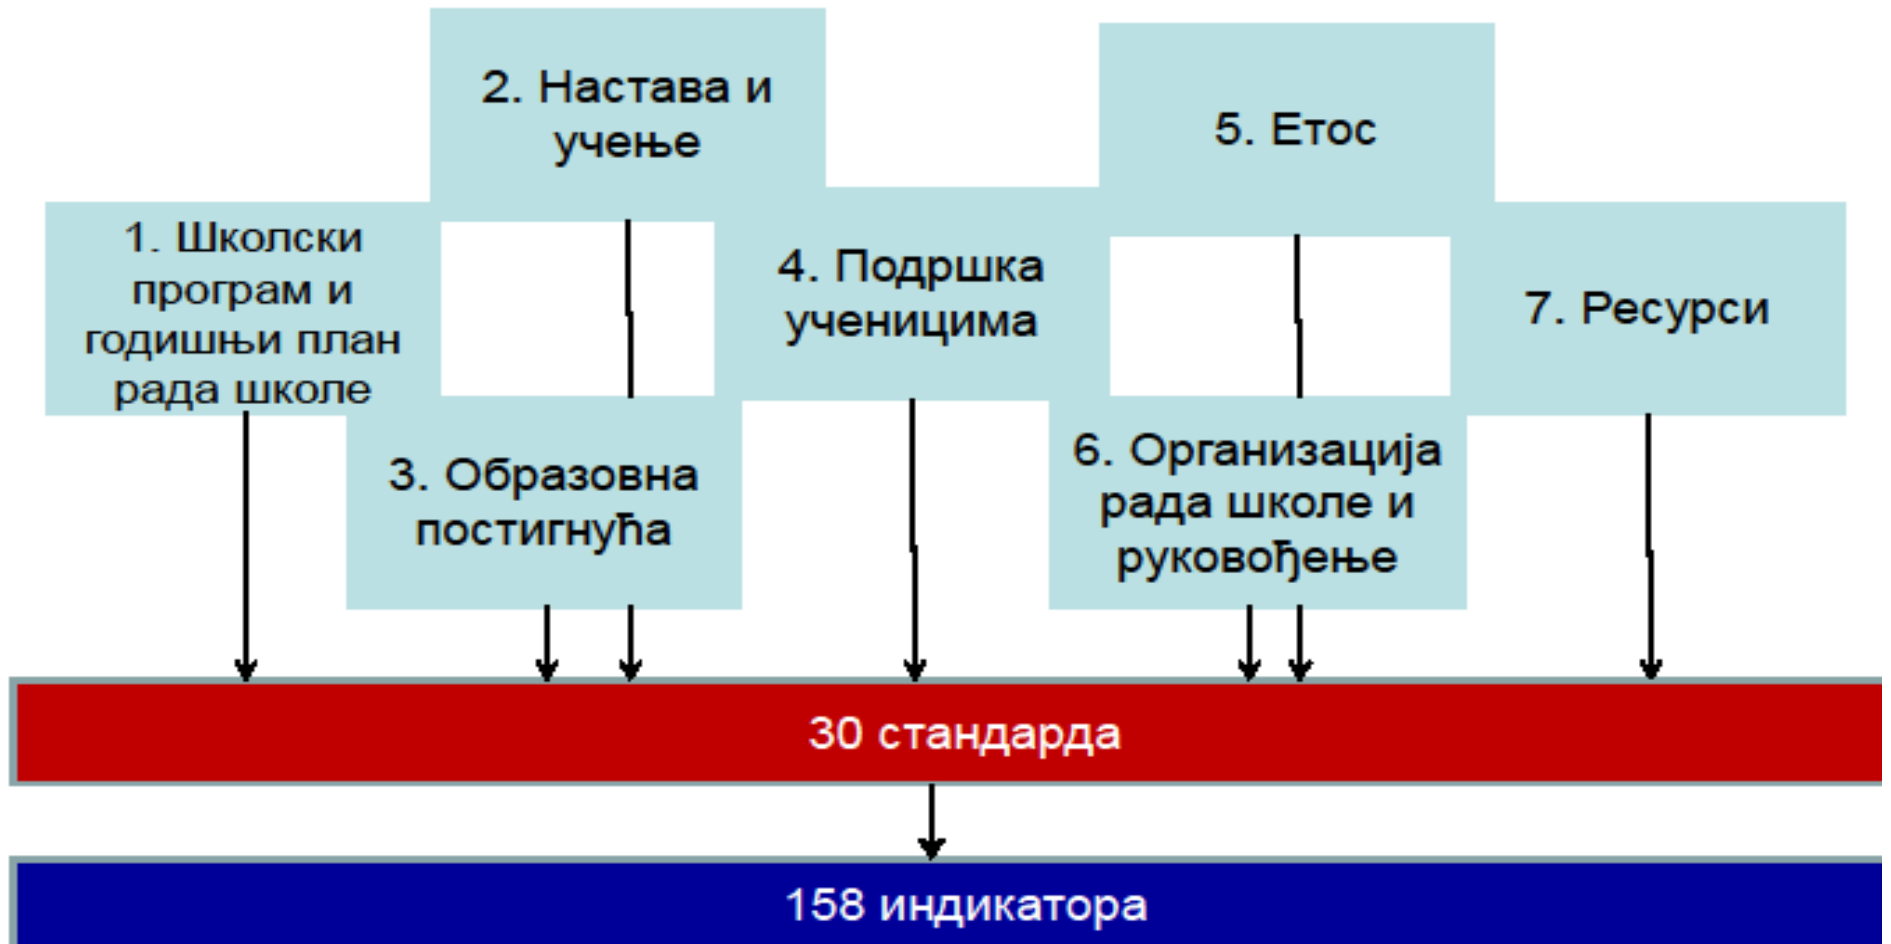 1. Школски
програм и
годишњи план
рада школе
2. Настава и
учење
3. Образовна
постигнућа
4. Подршка
ученицима
5. Етос
6. Организација
рада школе и
руковођење
7. Ресурси
30 стандарда
158 индикатора